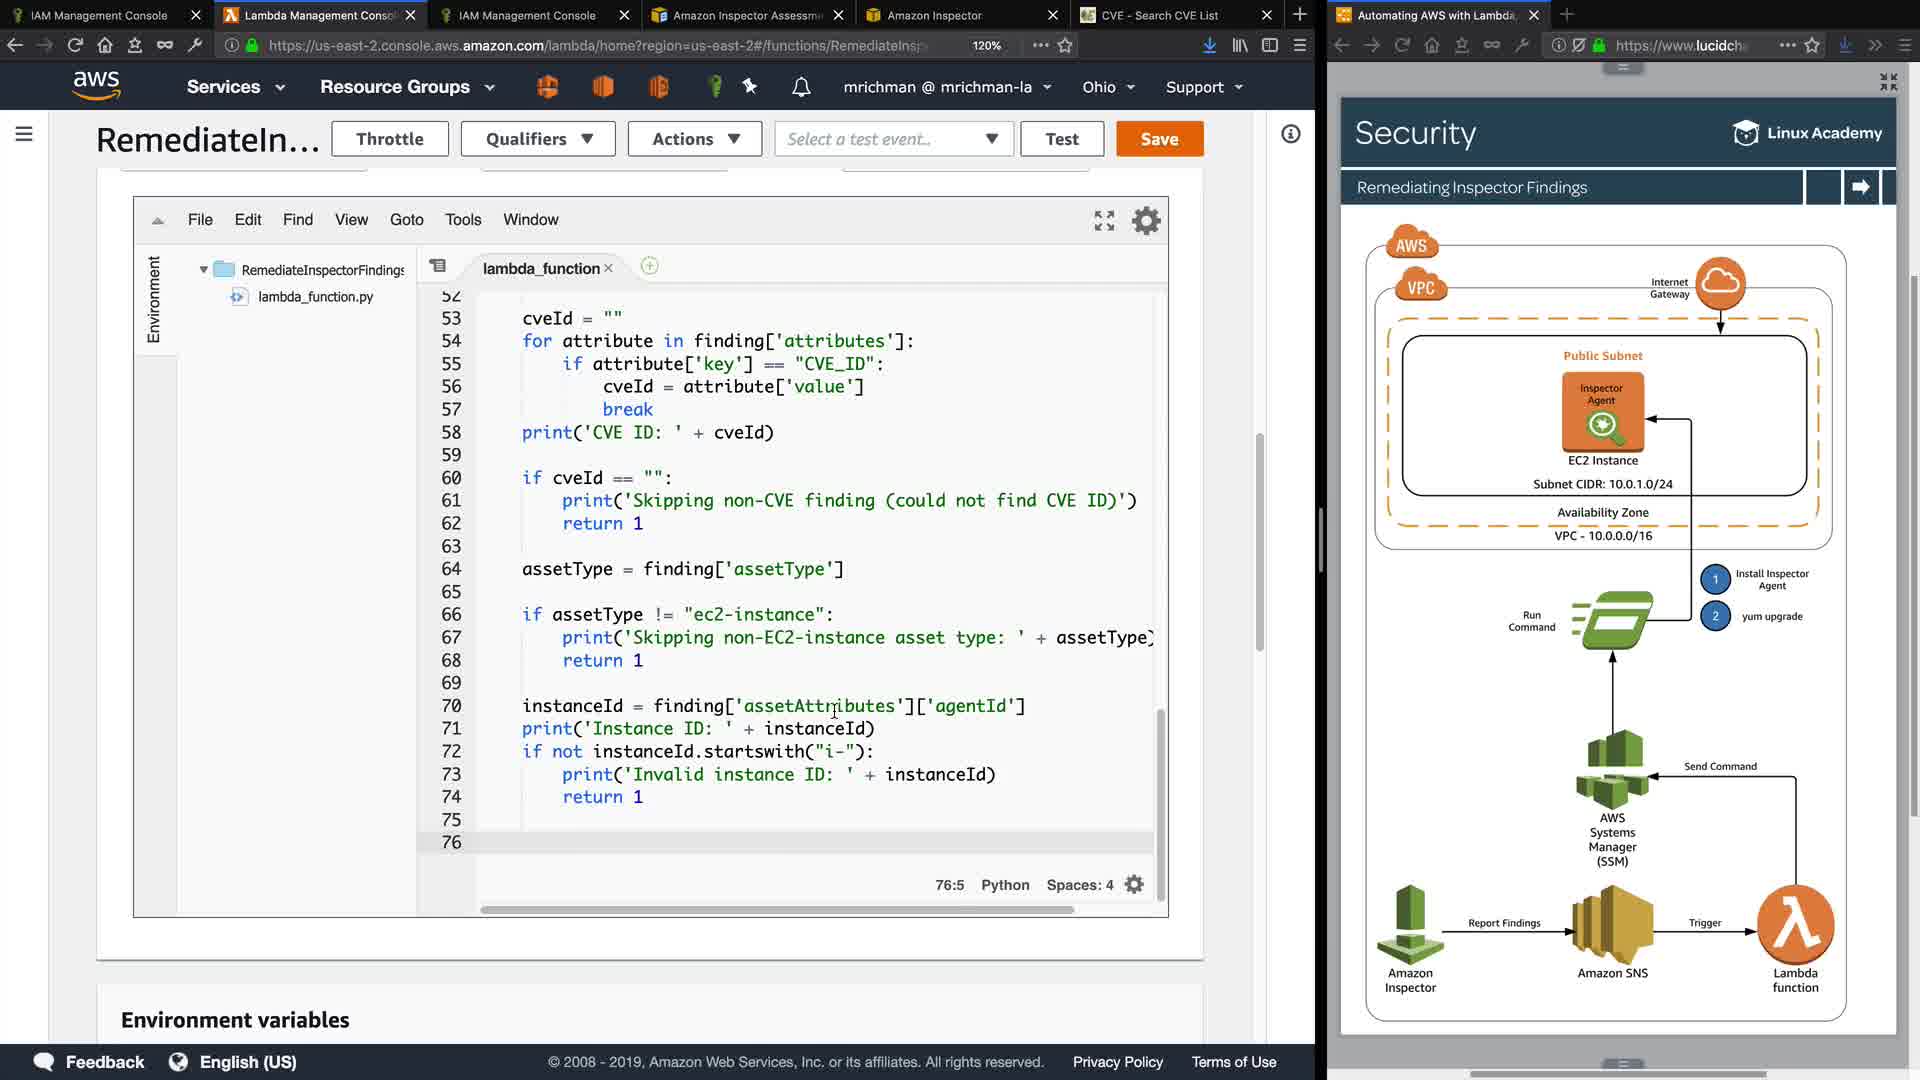 IAM Management Console
Lambda Management Conso
IAM Management Console
Amazon Inspector Assessm
Amazon Inspector
CVE - Search CVE List
https://us-east-2.console.aws.amazon.com/lambda/home?region=us-east-2#/functions/RemediateInsp
120%
aws
Services
Resource Groups
mrichman @ mrichman-la
Ohio
Support
RemediateIn...
Throttle
Qualifiers
Actions
Select a test event..
Test
Save
File Edit Find View Goto Tools Window
Environment
RemediateInspectorFindings
lambda_function.py
lambda_function
52
53 cveId = ""
54 for attribute in finding['attributes']:
55 if attribute['key'] == "CVE_ID":
56 cveId = attribute['value']
57 break
58 print('CVE ID: ' + cveId)
59
60 if cveId == "":
61 print('Skipping non-CVE finding (could not find CVE ID)')
62 return 1
63
64 assetType = finding['assetType']
65
66 if assetType != "ec2-instance":
67 print('Skipping non-EC2-instance asset type: ' + assetType)
68 return 1
69
70 instanceId = finding['assetAttributes']['agentId']
71 print('Instance ID: ' + instanceId)
72 if not instanceId.startswith("i-"):
73 print('Invalid instance ID: ' + instanceId)
74 return 1
75
76
76:5 Python Spaces: 4
Environment variables
Feedback
English (US)
© 2008 - 2019, Amazon Web Services, Inc. or its affiliates. All rights reserved.
Privacy Policy
Terms of Use
Automating AWS with Lambda,
https://www.lucidch
Security
Linux Academy
Remediating Inspector Findings
AWS
VPC
Internet
Gateway
Public Subnet
Inspector
Agent
EC2 Instance
Subnet CIDR: 10.0.1.0/24
Availability Zone
VPC - 10.0.0.0/16
1
Install Inspector
Agent
2
yum upgrade
Run
Command
Send Command
AWS
Systems
Manager
(SSM)
Report Findings
Trigger
Amazon
Inspector
Amazon SNS
Lambda
function